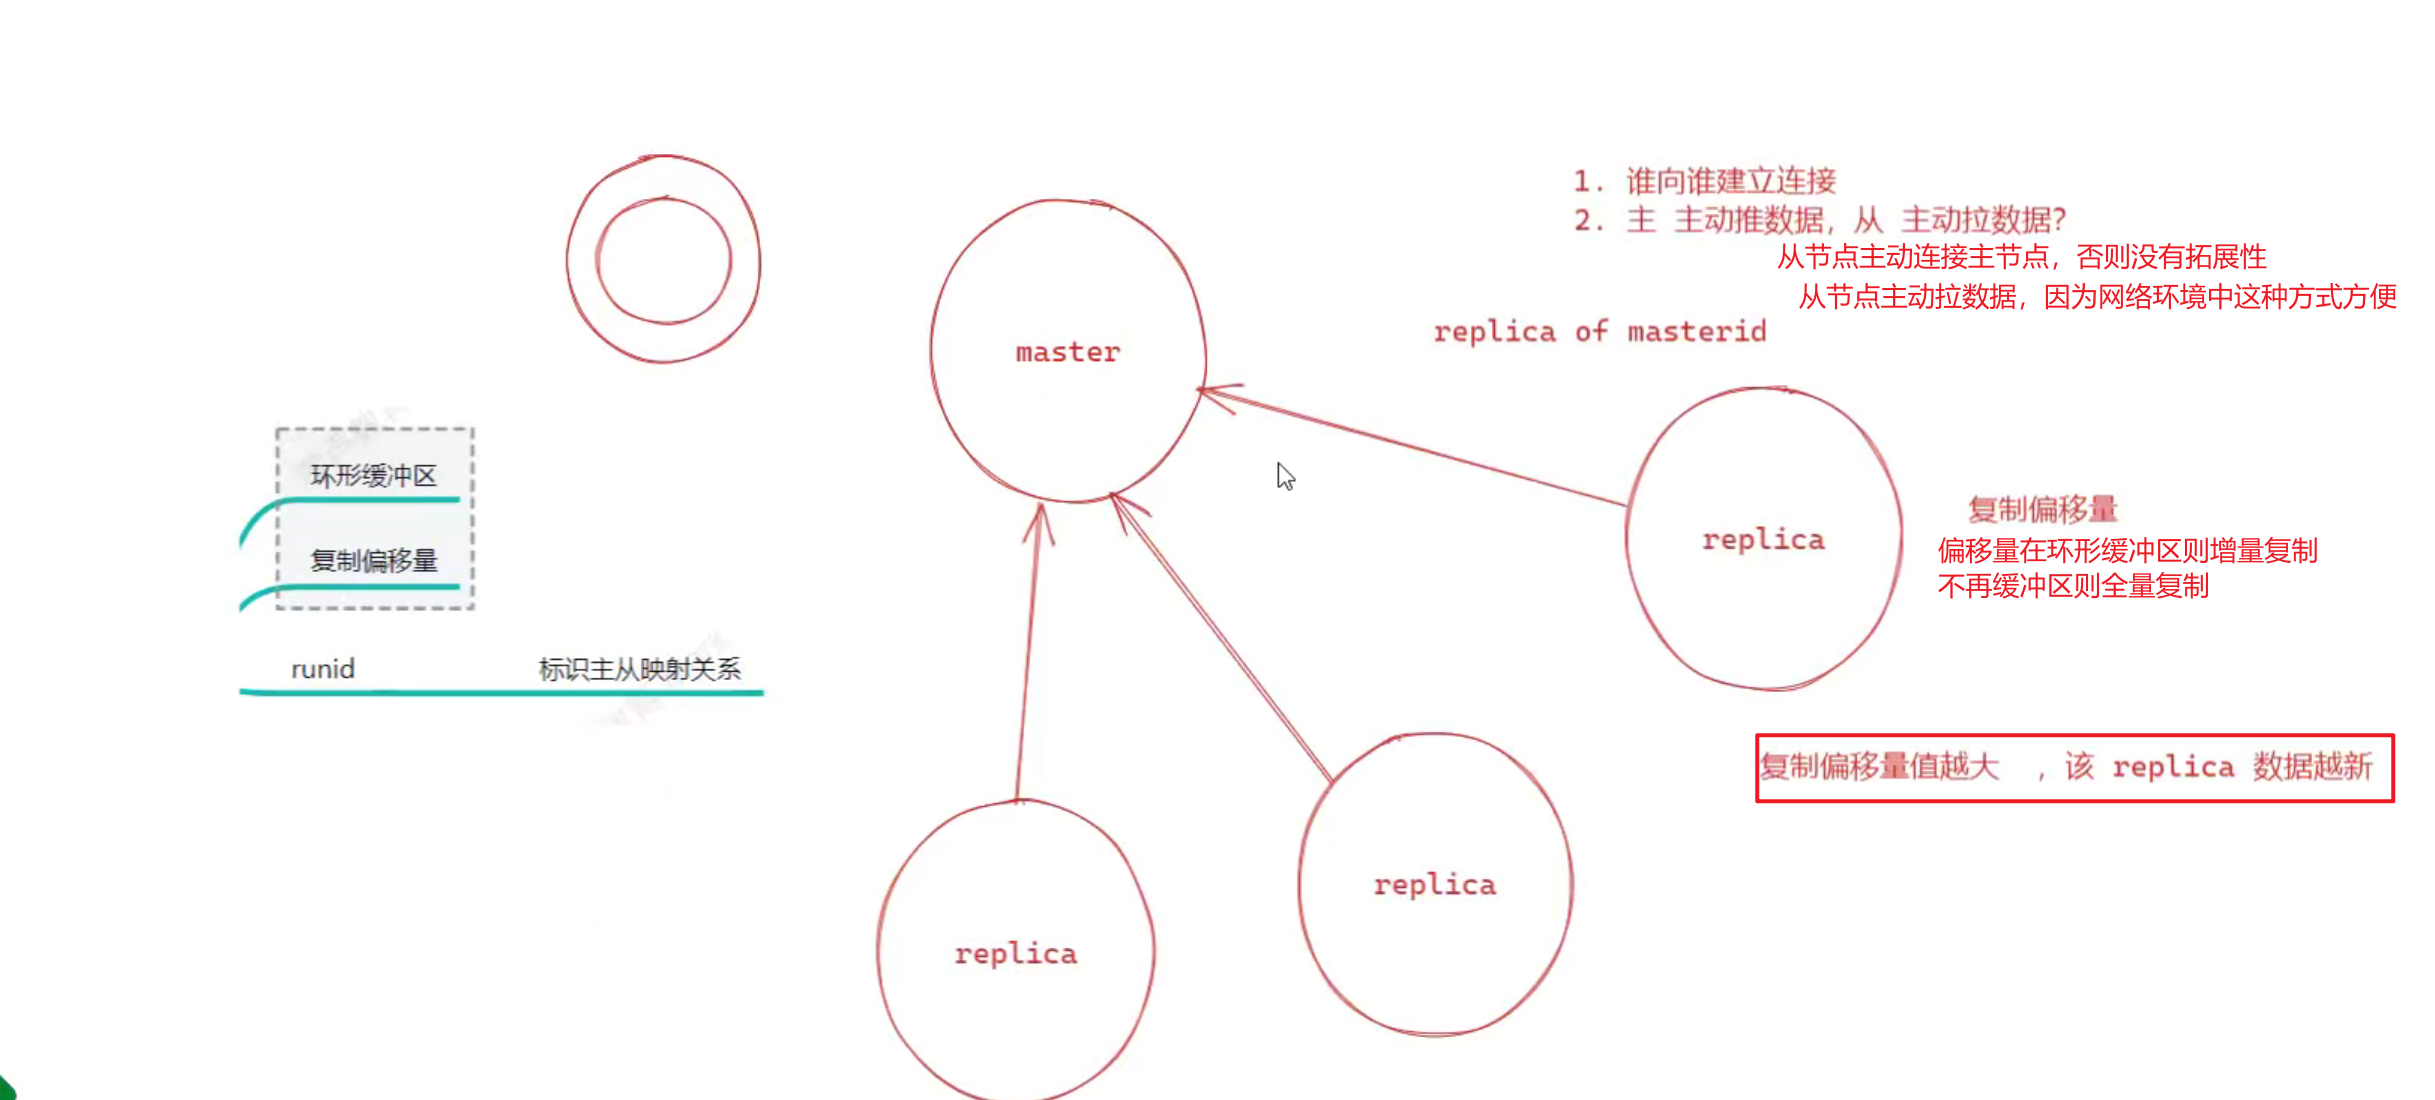 1. 谁向谁建立连接
2. 主 主动推数据，从 主动拉数据？
从节点主动连接主节点，否则没有拓展性
从节点主动拉数据，因为网络环境中这种方式方便
replica of masterid
master
环形缓冲区
复制偏移量
runid 标识主从映射关系
replica
复制偏移量
偏移量在环形缓冲区则增量复制
不再缓冲区则全量复制
复制偏移量值越大 ，该 replica 数据越新
replica
replica